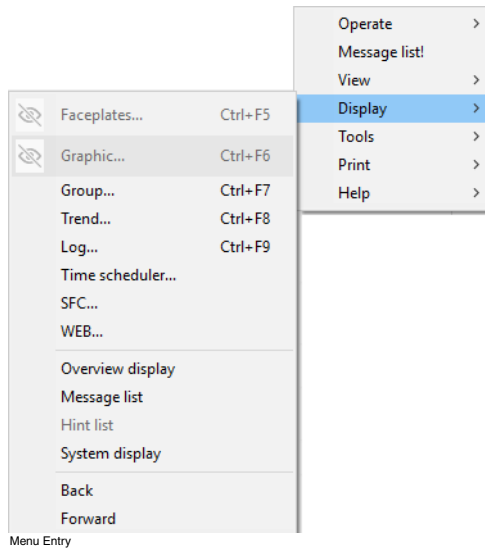 Operate
Message list!
View
Display
Tools
Print
Help
Faceplates... Ctrl+F5
Graphic... Ctrl+F6
Group... Ctrl+F7
Trend... Ctrl+F8
Log... Ctrl+F9
Time scheduler...
SFC...
WEB...
Overview display
Message list
Hint list
System display
Back
Forward
Menu Entry